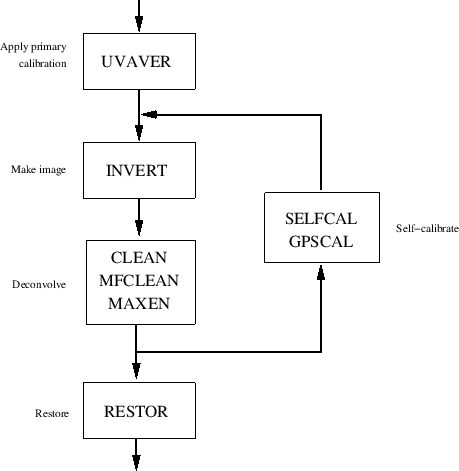 Apply primary
calibration
UVAVER
Make image
INVERT
SELFCAL
GPSCAL
Self-calibrate
Deconvolve
CLEAN
MFCLEAN
MAXEN
Restore
RESTOR